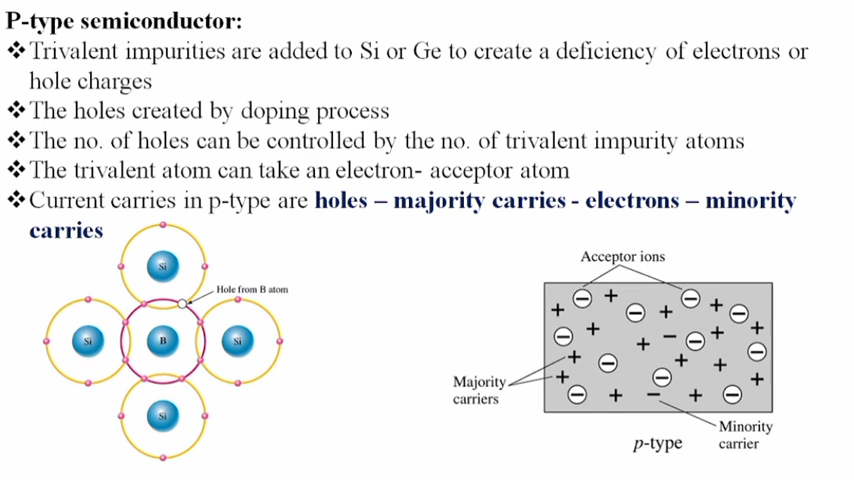 P-type semiconductor:
❖Trivalent impurities are added to Si or Ge to create a deficiency of electrons or
hole charges
❖The holes created by doping process
❖The no. of holes can be controlled by the no. of trivalent impurity atoms
❖The trivalent atom can take an electron- acceptor atom
❖Current carries in p-type are holes – majority carries - electrons – minority
carries
Si
Hole from B atom
Si
B
Si
Si
Acceptor ions
Majority
carriers
Minority
carrier
p-type